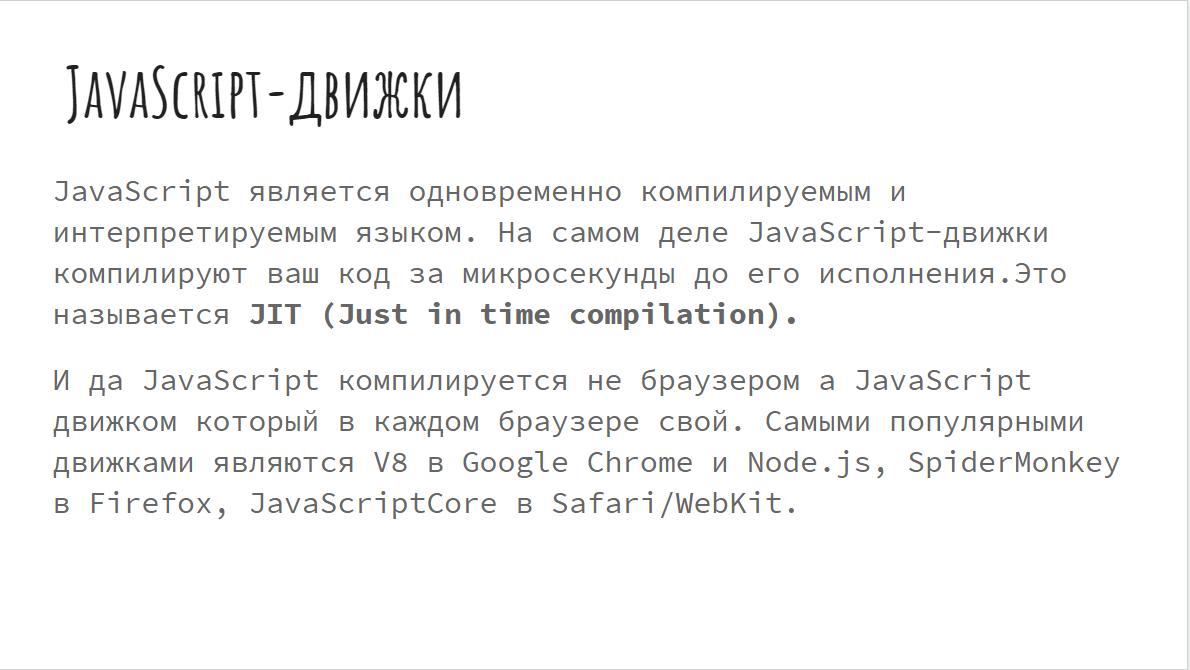 JavaScript-движки
JavaScript является одновременно компилируемым и
интерпретируемым языком. На самом деле JavaScript-движки
компилируют ваш код за микросекунды до его исполнения.Это
называется JIT (Just in time compilation).
И да JavaScript компилируется не браузером а JavaScript
движком который в каждом браузере свой. Самыми популярными
движками являются V8 в Google Chrome и Node.js, SpiderMonkey
в Firefox, JavaScriptCore в Safari/WebKit.